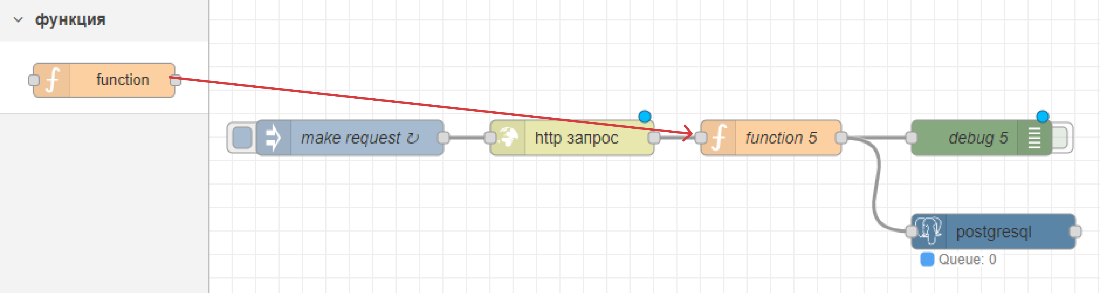 функция
function
make request ↻
http запрос
function 5
debug 5
postgresql
Queue: 0